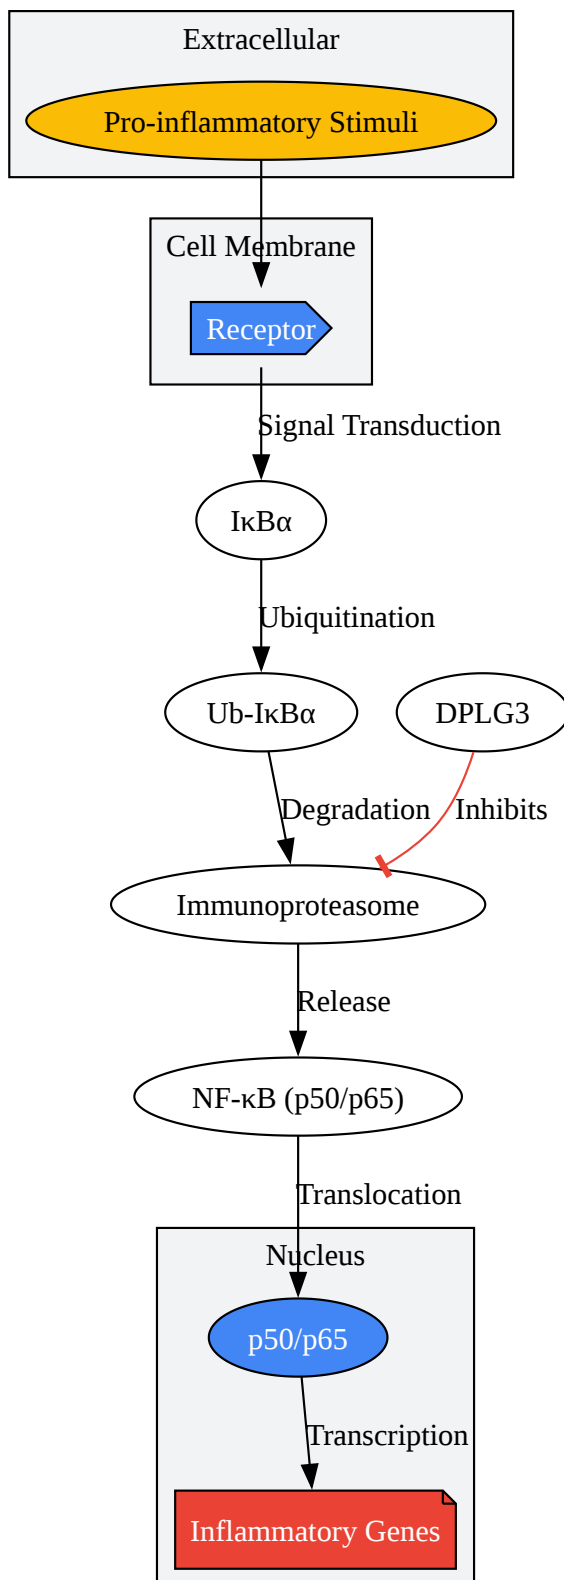 Extracellular
Pro-inflammatory Stimuli
Cell Membrane
Receptor
Signal Transduction
IκBα
Ubiquitination
Ub-IκBα
DPLG3
Degradation
Inhibits
Immunoproteasome
Release
NF-κB (p50/p65)
Translocation
Nucleus
p50/p65
Transcription
Inflammatory Genes